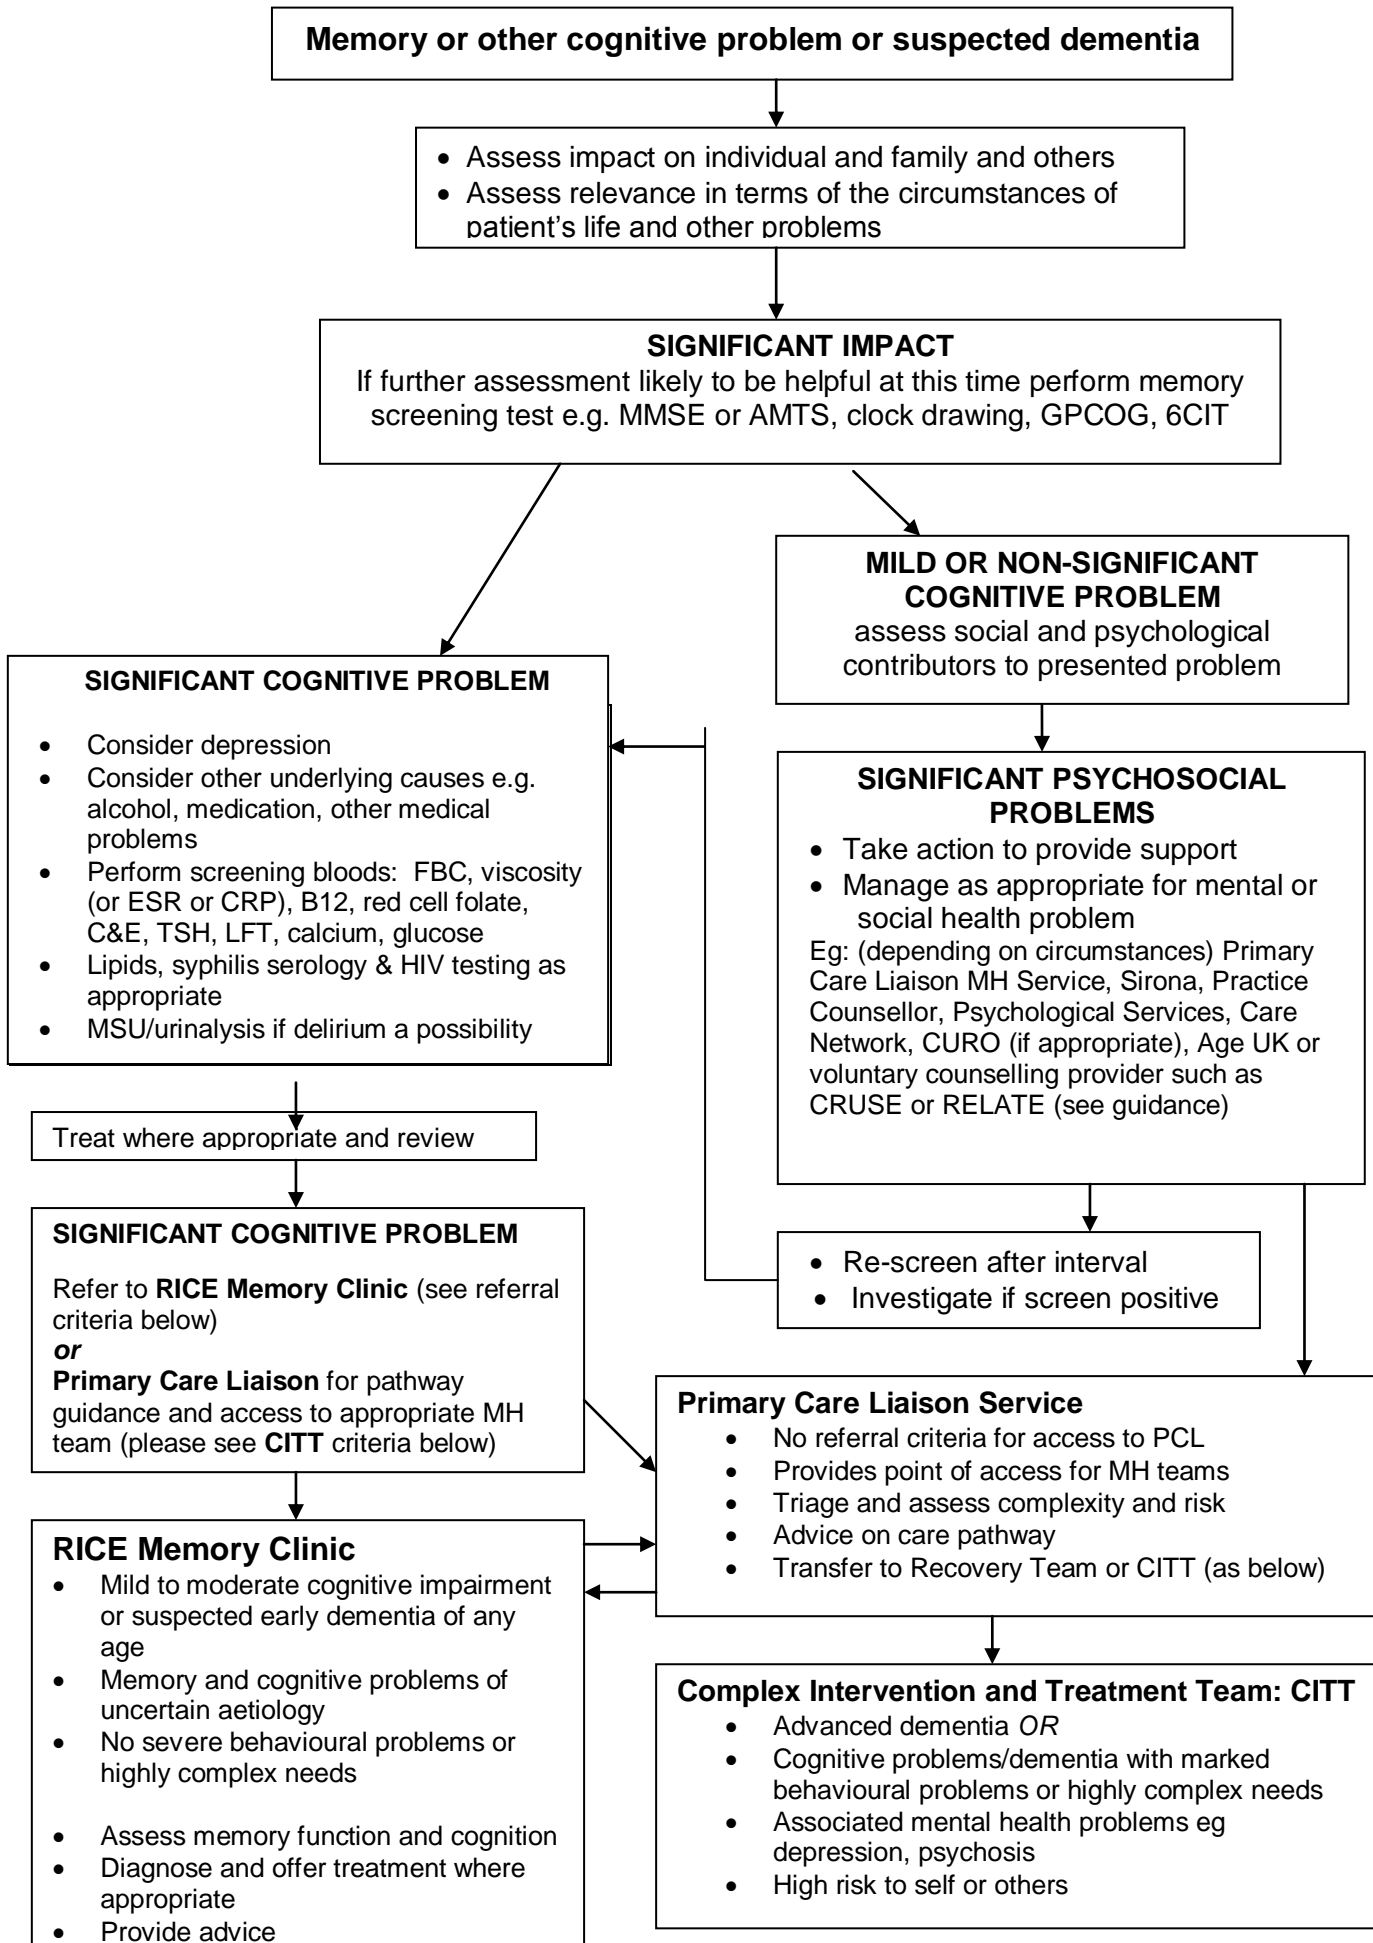 Memory or other cognitive problem or suspected dementia
• Assess impact on individual and family and others
• Assess relevance in terms of the circumstances of
patient's life and other problems
SIGNIFICANT IMPACT
If further assessment likely to be helpful at this time perform memory
screening test e.g. MMSE or AMTS, clock drawing, GPCOG, 6CIT
MILD OR NON-SIGNIFICANT
COGNITIVE PROBLEM
assess social and psychological
contributors to presented problem
SIGNIFICANT COGNITIVE PROBLEM
• Consider depression
• Consider other underlying causes e.g.
alcohol, medication, other medical
problems
• Perform screening bloods: FBC, viscosity
(or ESR or CRP), B12, red cell folate,
C&E, TSH, LFT, calcium, glucose
• Lipids, syphilis serology & HIV testing as
appropriate
• MSU/urinalysis if delirium a possibility
SIGNIFICANT PSYCHOSOCIAL
PROBLEMS
• Take action to provide support
• Manage as appropriate for mental or
social health problem
Eg: (depending on circumstances) Primary
Care Liaison MH Service, Sirona, Practice
Counsellor, Psychological Services, Care
Network, CURO (if appropriate), Age UK or
voluntary counselling provider such as
CRUSE or RELATE (see guidance)
Treat where appropriate and review
SIGNIFICANT COGNITIVE PROBLEM
Refer to RICE Memory Clinic (see referral
criteria below)
or
Primary Care Liaison for pathway
guidance and access to appropriate MH
team (please see CITT criteria below)
• Re-screen after interval
• Investigate if screen positive
Primary Care Liaison Service
• No referral criteria for access to PCL
• Provides point of access for MH teams
• Triage and assess complexity and risk
• Advice on care pathway
• Transfer to Recovery Team or CITT (as below)
RICE Memory Clinic
• Mild to moderate cognitive impairment
or suspected early dementia of any
age
• Memory and cognitive problems of
uncertain aetiology
• No severe behavioural problems or
highly complex needs
• Assess memory function and cognition
• Diagnose and offer treatment where
appropriate
• Provide advice
Complex Intervention and Treatment Team: CITT
• Advanced dementia OR
• Cognitive problems/dementia with marked
behavioural problems or highly complex needs
• Associated mental health problems eg
depression, psychosis
• High risk to self or others